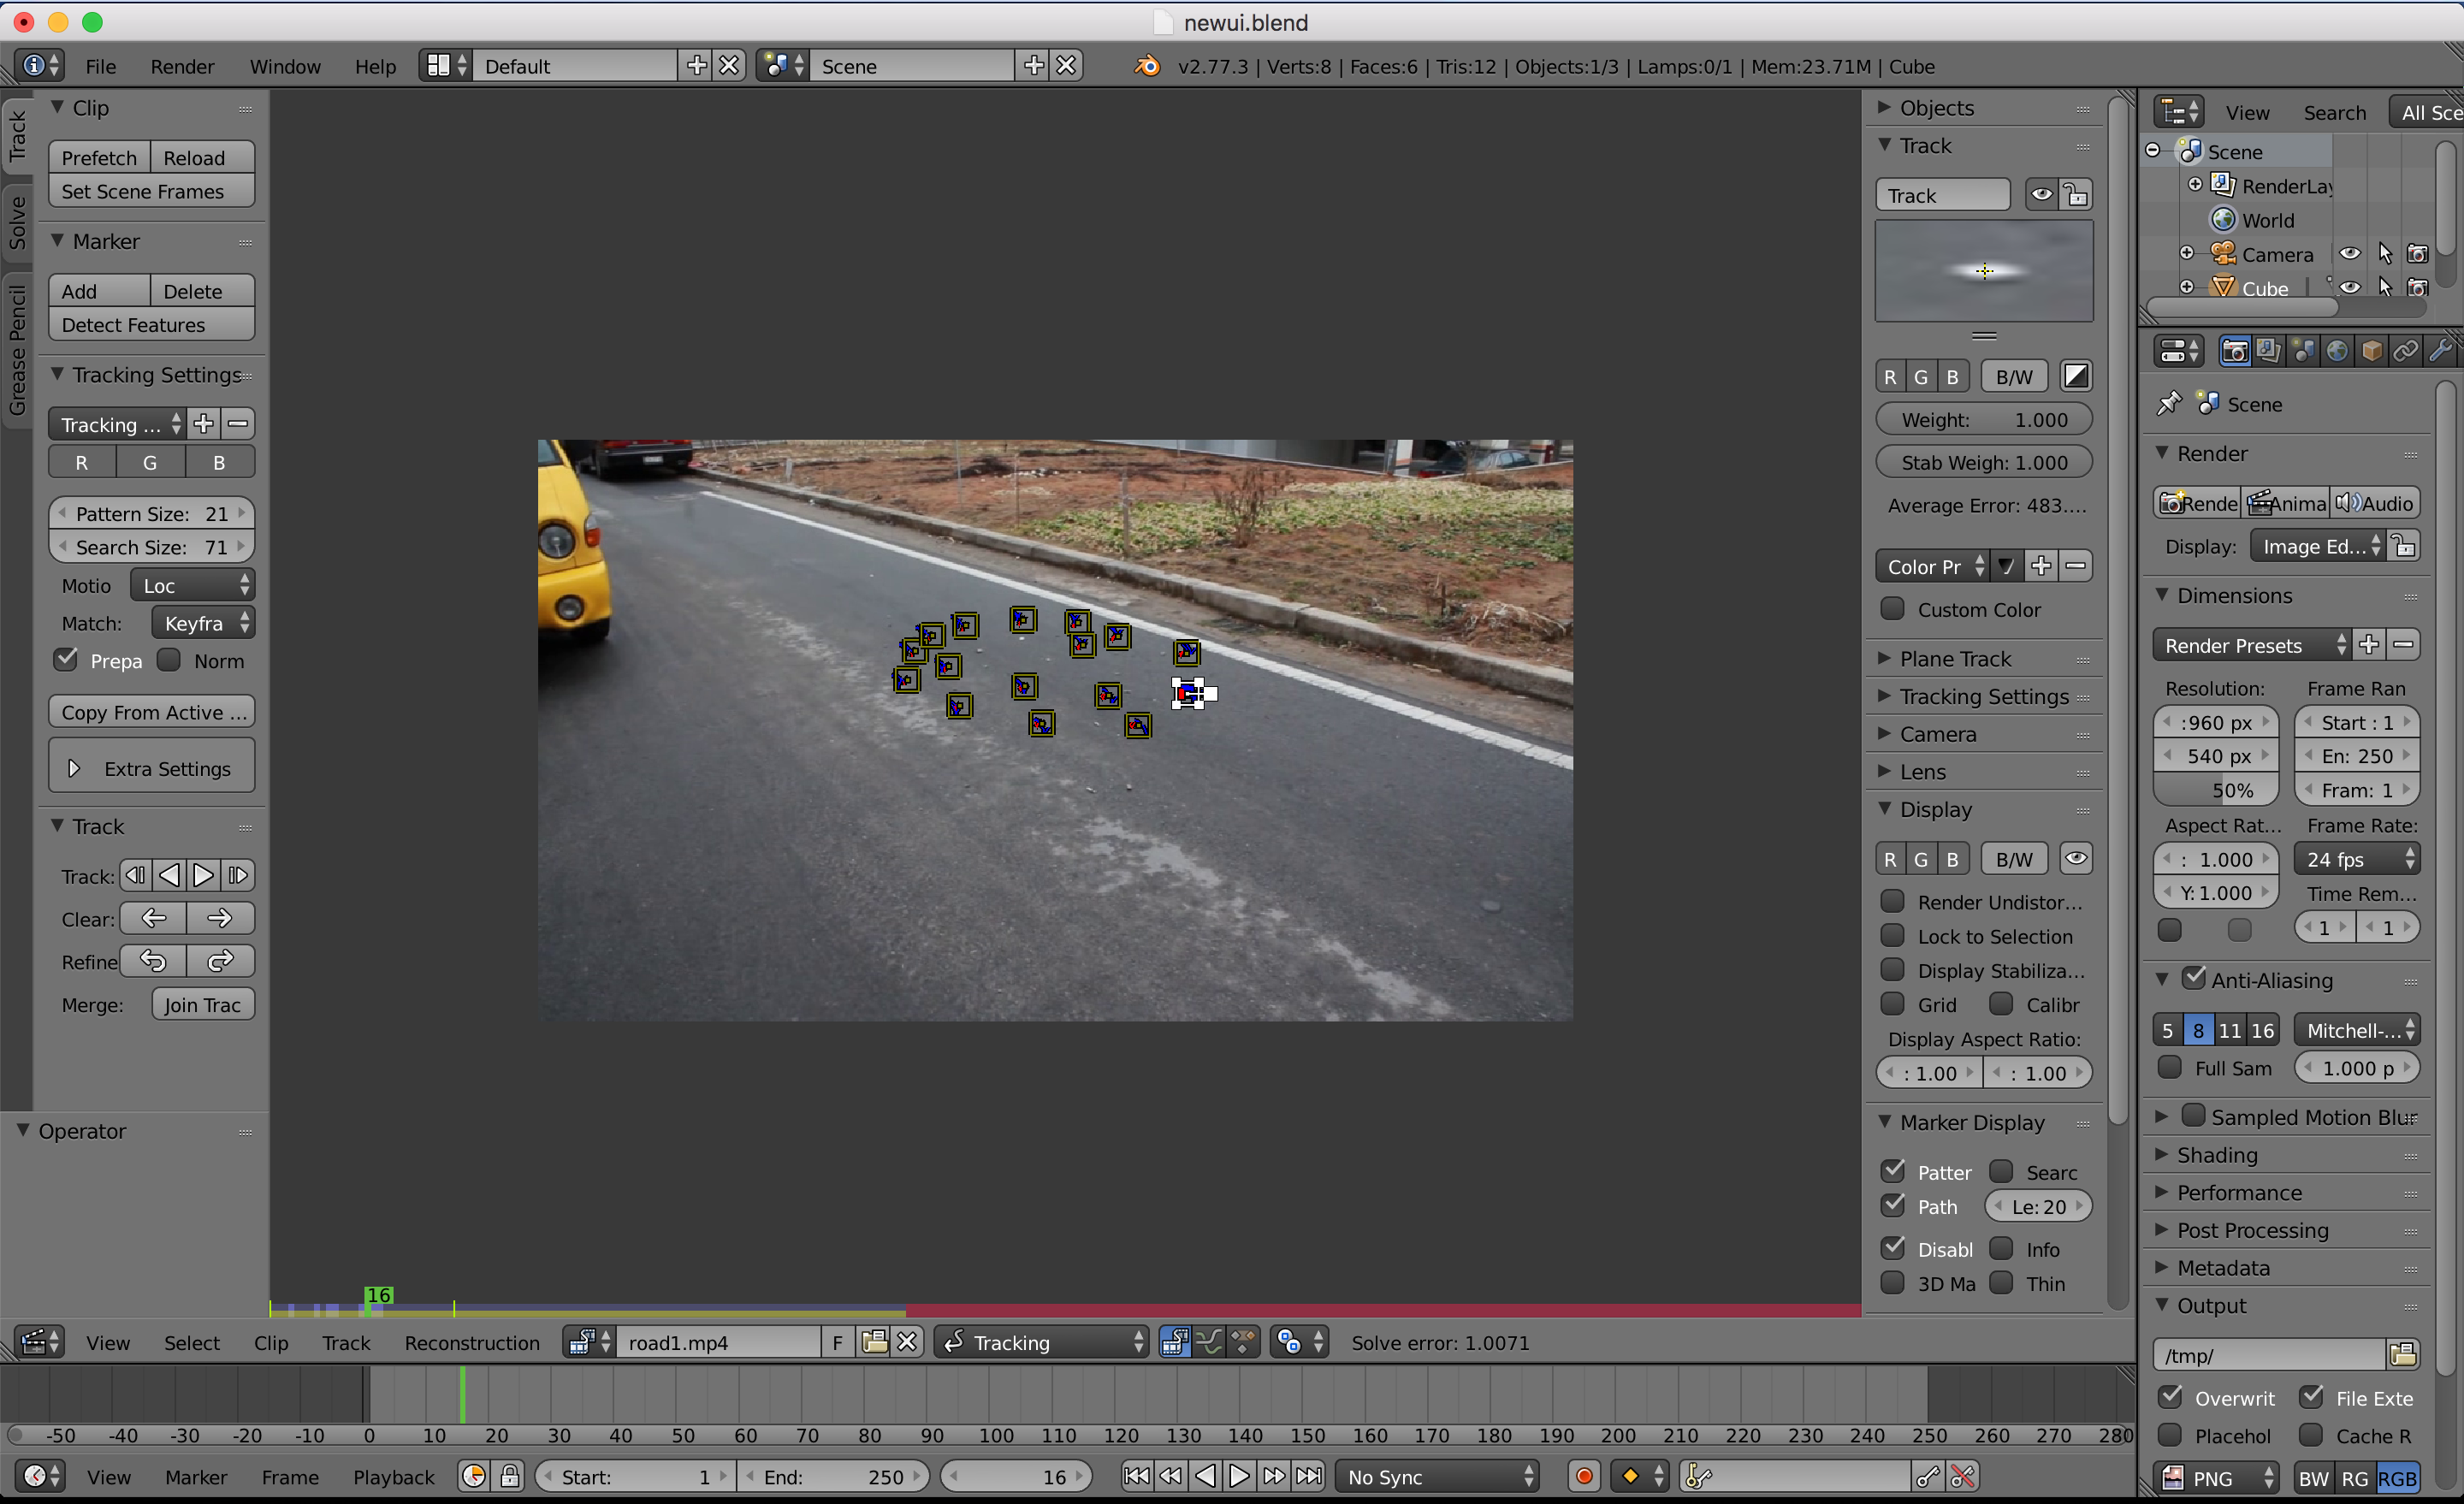 newui.blend
File Render Window Help Default Scene v2.77.3 | Verts:8 | Faces:6 | Tris:12 | Objects:1/3 | Lamps:0/1 | Mem:23.71M | Cube
Track
Solve
Grease Pencil
Clip
Prefetch Reload
Set Scene Frames
Marker
Add Delete
Detect Features
Tracking Settings
Tracking ...
R G B
Pattern Size: 21
Search Size: 71
Motio Loc
Match: Keyfra
Prepa Norm
Copy From Active ...
Extra Settings
Track
Track:
Clear:
Refine
Merge: Join Trac
Operator
16
Objects
Track
Track
R G B B/W
Weight: 1.000
Stab Weigh: 1.000
Average Error: 483....
Color Pr
Custom Color
Plane Track
Tracking Settings
Camera
Lens
Display
R G B B/W
Render Undistor...
Lock to Selection
Display Stabiliza...
Grid Calibr
Display Aspect Ratio:
: 1.00 : 1.00
Marker Display
Patter Searc
Path Le: 20
Disabl Info
3D Ma Thin
View Search All Sce
Scene
RenderLay
World
Camera
Cube
Scene
Render
Rende Anima Audio
Display: Image Ed...
Dimensions
Render Presets
Resolution: Frame Ran
:960 px Start : 1
540 px En: 250
50% Fram: 1
Aspect Rat... Frame Rate:
: 1.000 24 fps
Y: 1.000 Time Rem...
1 1
Anti-Aliasing
5 8 11 16 Mitchell-...
Full Sam 1.000 p
Sampled Motion Blur
Shading
Performance
Post Processing
Metadata
Output
/tmp/
Overwrit File Exte
Placehol Cache R
PNG BW RG RGB
View Select Clip Track Reconstruction road1.mp4 F Tracking Solve error: 1.0071
-50 -40 -30 -20 -10 0 10 20 30 40 50 60 70 80 90 100 110 120 130 140 150 160 170 180 190 200 210 220 230 240 250 260 270 280
View Marker Frame Playback Start: 1 End: 250 16 No Sync